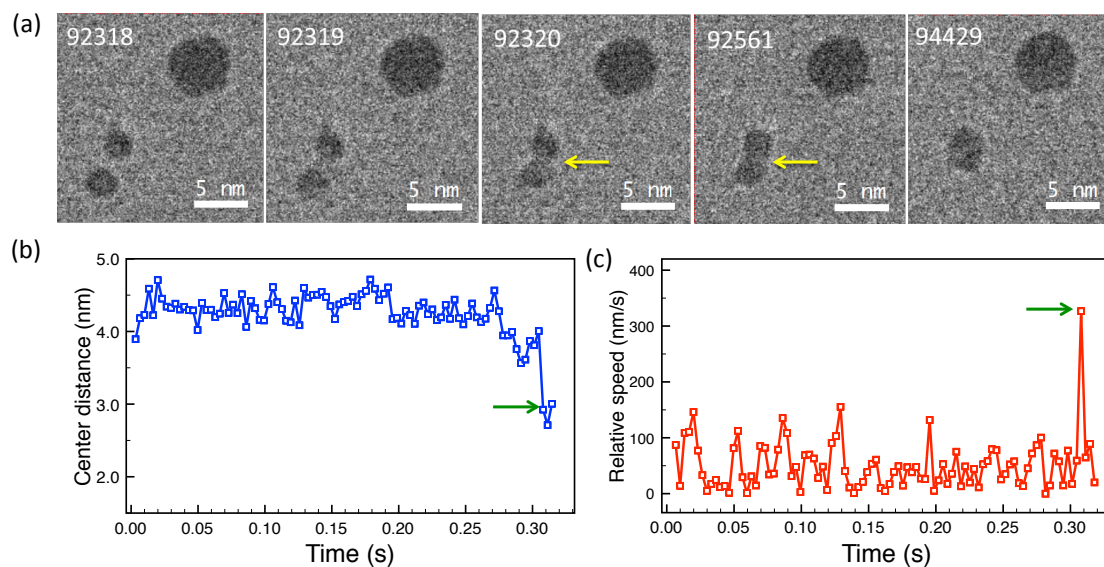 (a)
92318 92319 92320 92561 94429
5 nm 5 nm 5 nm 5 nm 5 nm
(b) (c)
5.0
4.0
3.0
2.0
Center distance (nm)
0.00 0.05 0.10 0.15 0.20 0.25 0.30
Time (s)
400
300
200
100
0
Relative speed (nm/s)
0.00 0.05 0.10 0.15 0.20 0.25 0.30
Time (s)